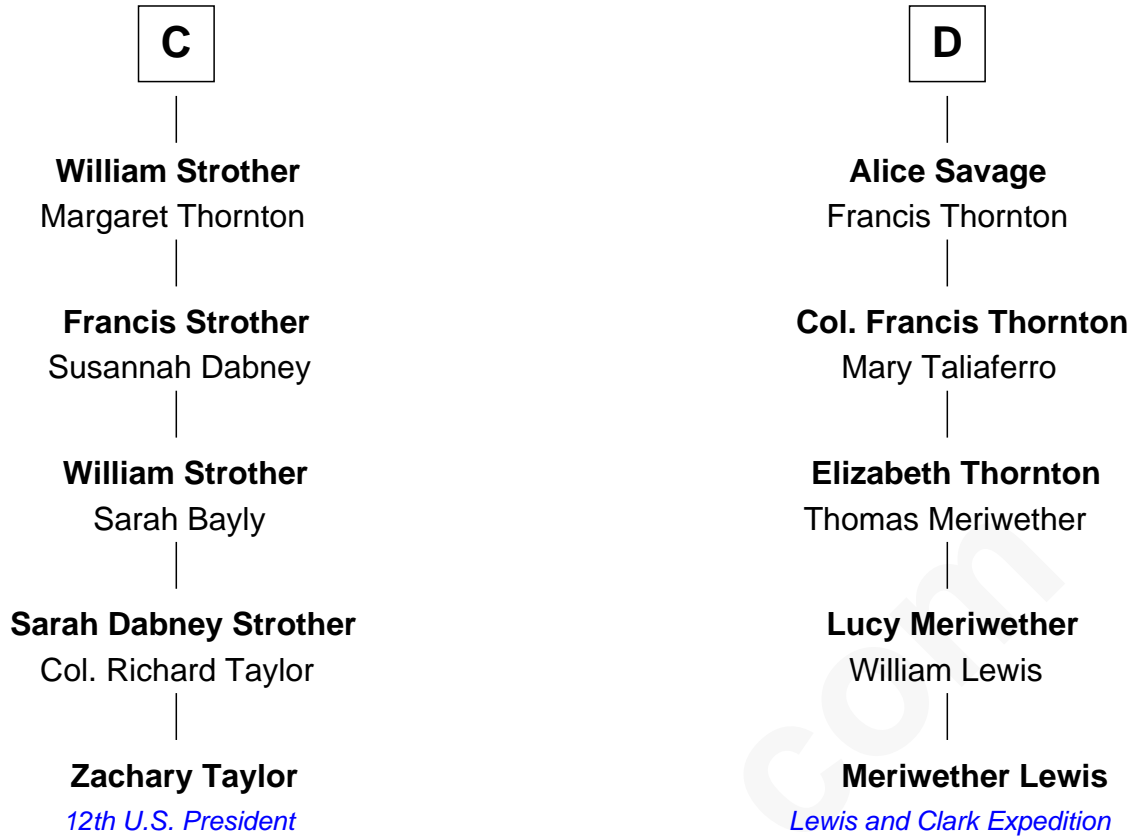 C
William Strother
Margaret Thornton
Francis Strother
Susannah Dabney
William Strother
Sarah Bayly
Sarah Dabney Strother
Col. Richard Taylor
Zachary Taylor
12th U.S. President
D
Alice Savage
Francis Thornton
Col. Francis Thornton
Mary Taliaferro
Elizabeth Thornton
Thomas Meriwether
Lucy Meriwether
William Lewis
Meriwether Lewis
Lewis and Clark Expedition
com